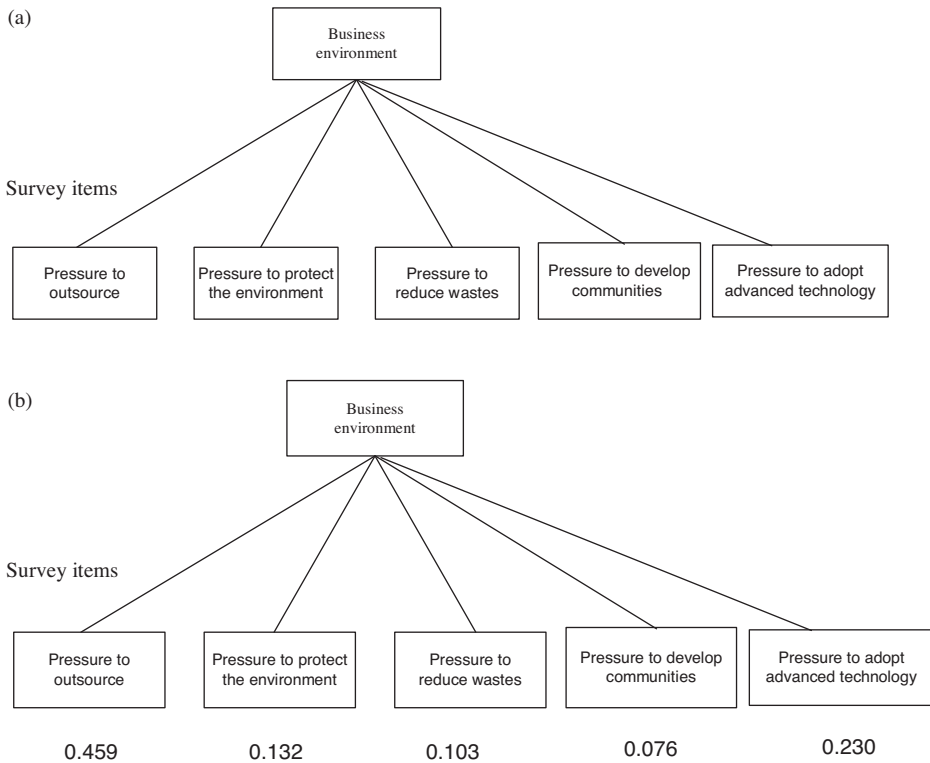 (a)
Business
environment
Survey items
Pressure to
outsource
Pressure to protect
the environment
Pressure to
reduce wastes
Pressure to develop
communities
Pressure to adopt
advanced technology
(b)
Business
environment
Survey items
Pressure to
outsource
Pressure to protect
the environment
Pressure to
reduce wastes
Pressure to develop
communities
Pressure to adopt
advanced technology
0.459 0.132 0.103 0.076 0.230